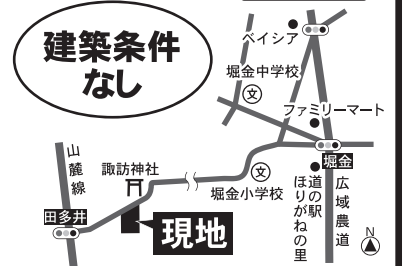 建築条件
なし
ベイシア
堀金中学校
文
ファミリーマート
堀金
山麓線
諏訪神社
文
堀金小学校
道の駅
ほりがねの里
広域農道
田多井
現地
N